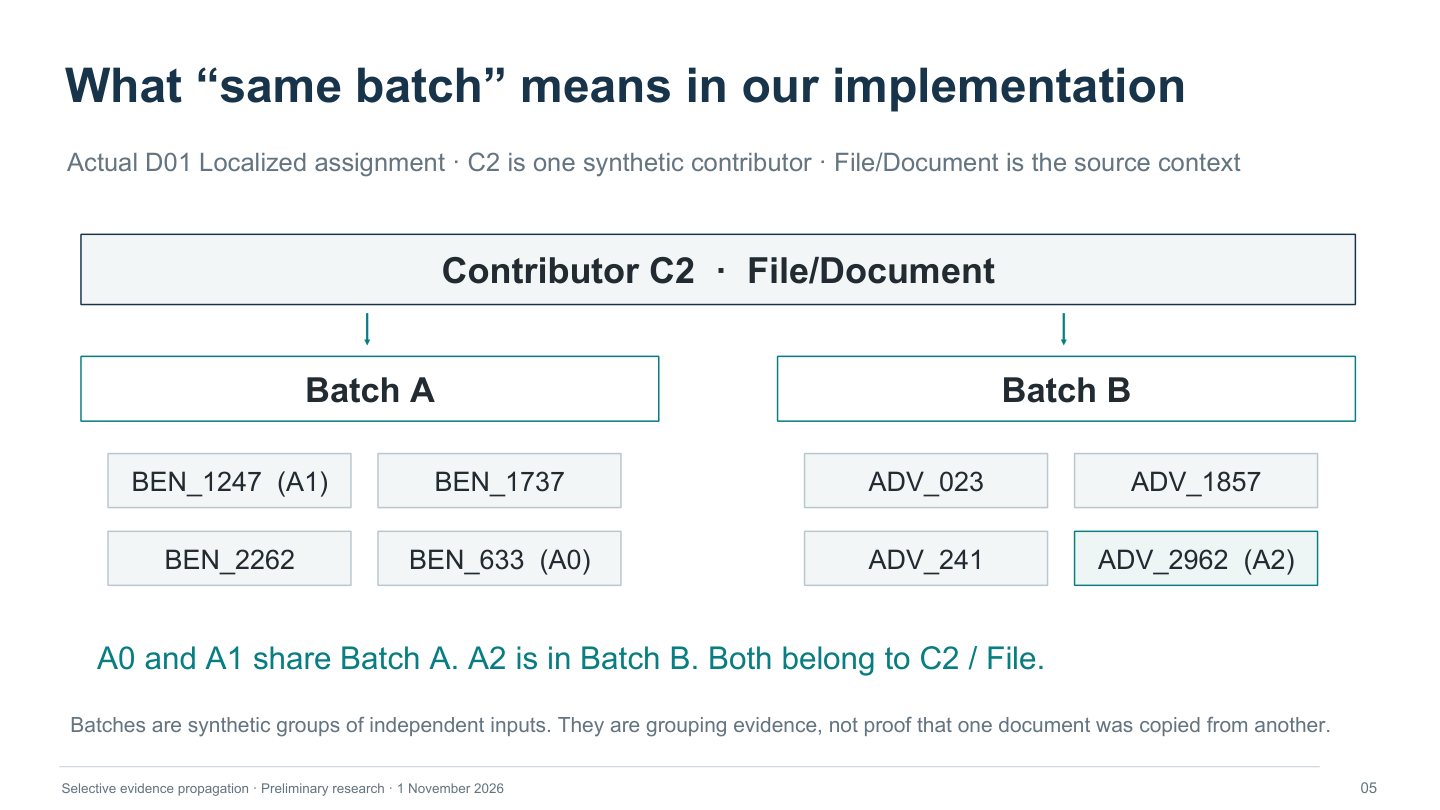 What “same batch” means in our implementation
Actual D01 Localized assignment · C2 is one synthetic contributor · File/Document is the source context
Contributor C2 · File/Document
Batch A
Batch B
BEN_1247 (A1)
BEN_1737
ADV_023
ADV_1857
BEN_2262
BEN_633 (A0)
ADV_241
ADV_2962 (A2)
A0 and A1 share Batch A. A2 is in Batch B. Both belong to C2 / File.
Batches are synthetic groups of independent inputs. They are grouping evidence, not proof that one document was copied from another.
Selective evidence propagation · Preliminary research · 1 November 2026
05